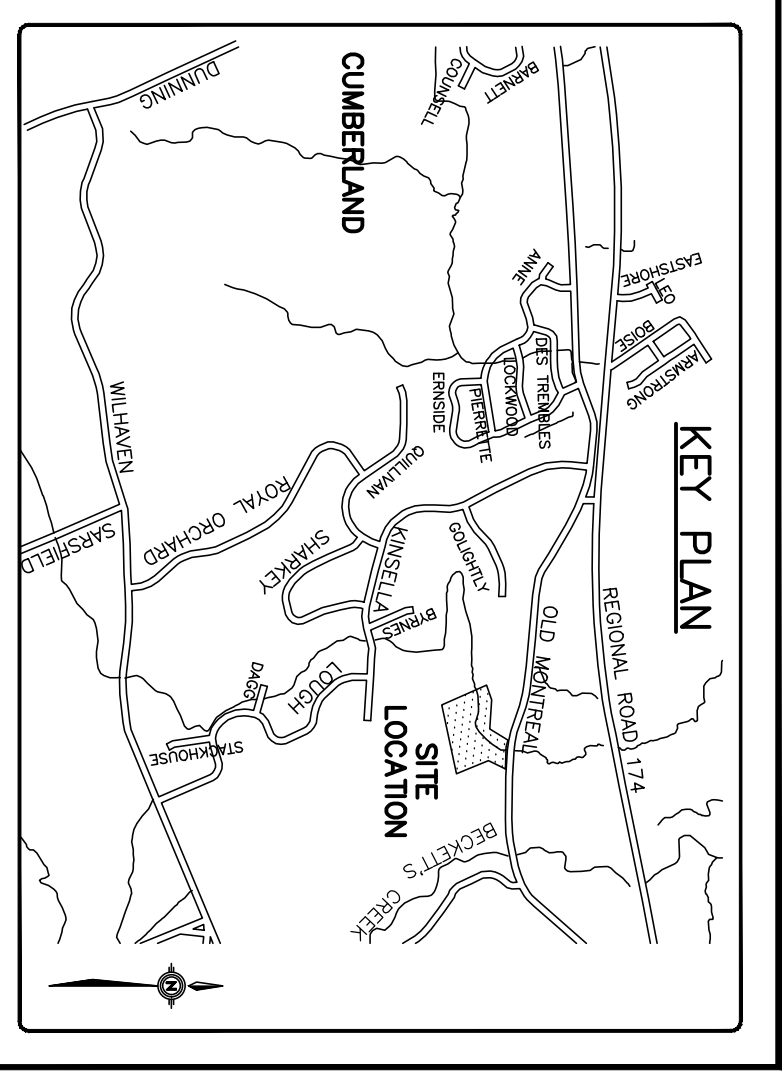 KEY PLAN
EASTSHORE
LEO
BOISE
ARMSTRONG
REGIONAL ROAD 174
BARNETT
COUNSELL
ANNE
DES TREMBLES
LOCKWOOD
PIERRETTE
ERNSIDE
OLD MONTREAL
GOLIGHTLY
CUMBERLAND
QUILLIVAN
KINSELLA
BYRNES
SITE
LOCATION
BECKETT'S CREEK
SHARKEY
ROYAL ORCHARD
LOUGH
DAGG
STACKHOUSE
DUNNING
WILHAVEN
SARSFIELD
N